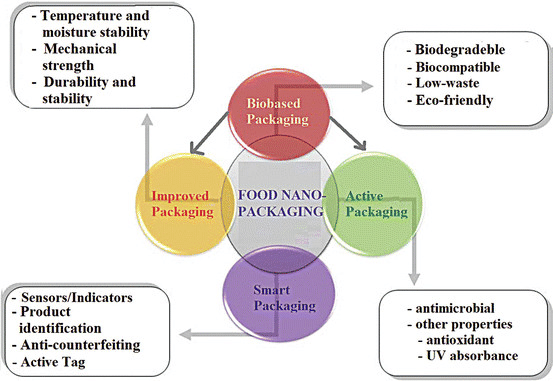 - Temperature and
moisture stability
- Mechanical
strength
- Durability and
stability
- Biodegradeble
- Biocompatible
- Low-waste
- Eco-friendly
Biobased
Packaging
Improved
Packaging
FOOD NANO-
PACKAGING
Active
Packaging
Smart
Packaging
- Sensors/Indicators
- Product
identification
- Anti-counterfeiting
- Active Tag
- antimicrobial
- other properties
- antioxidant
- UV absorbance